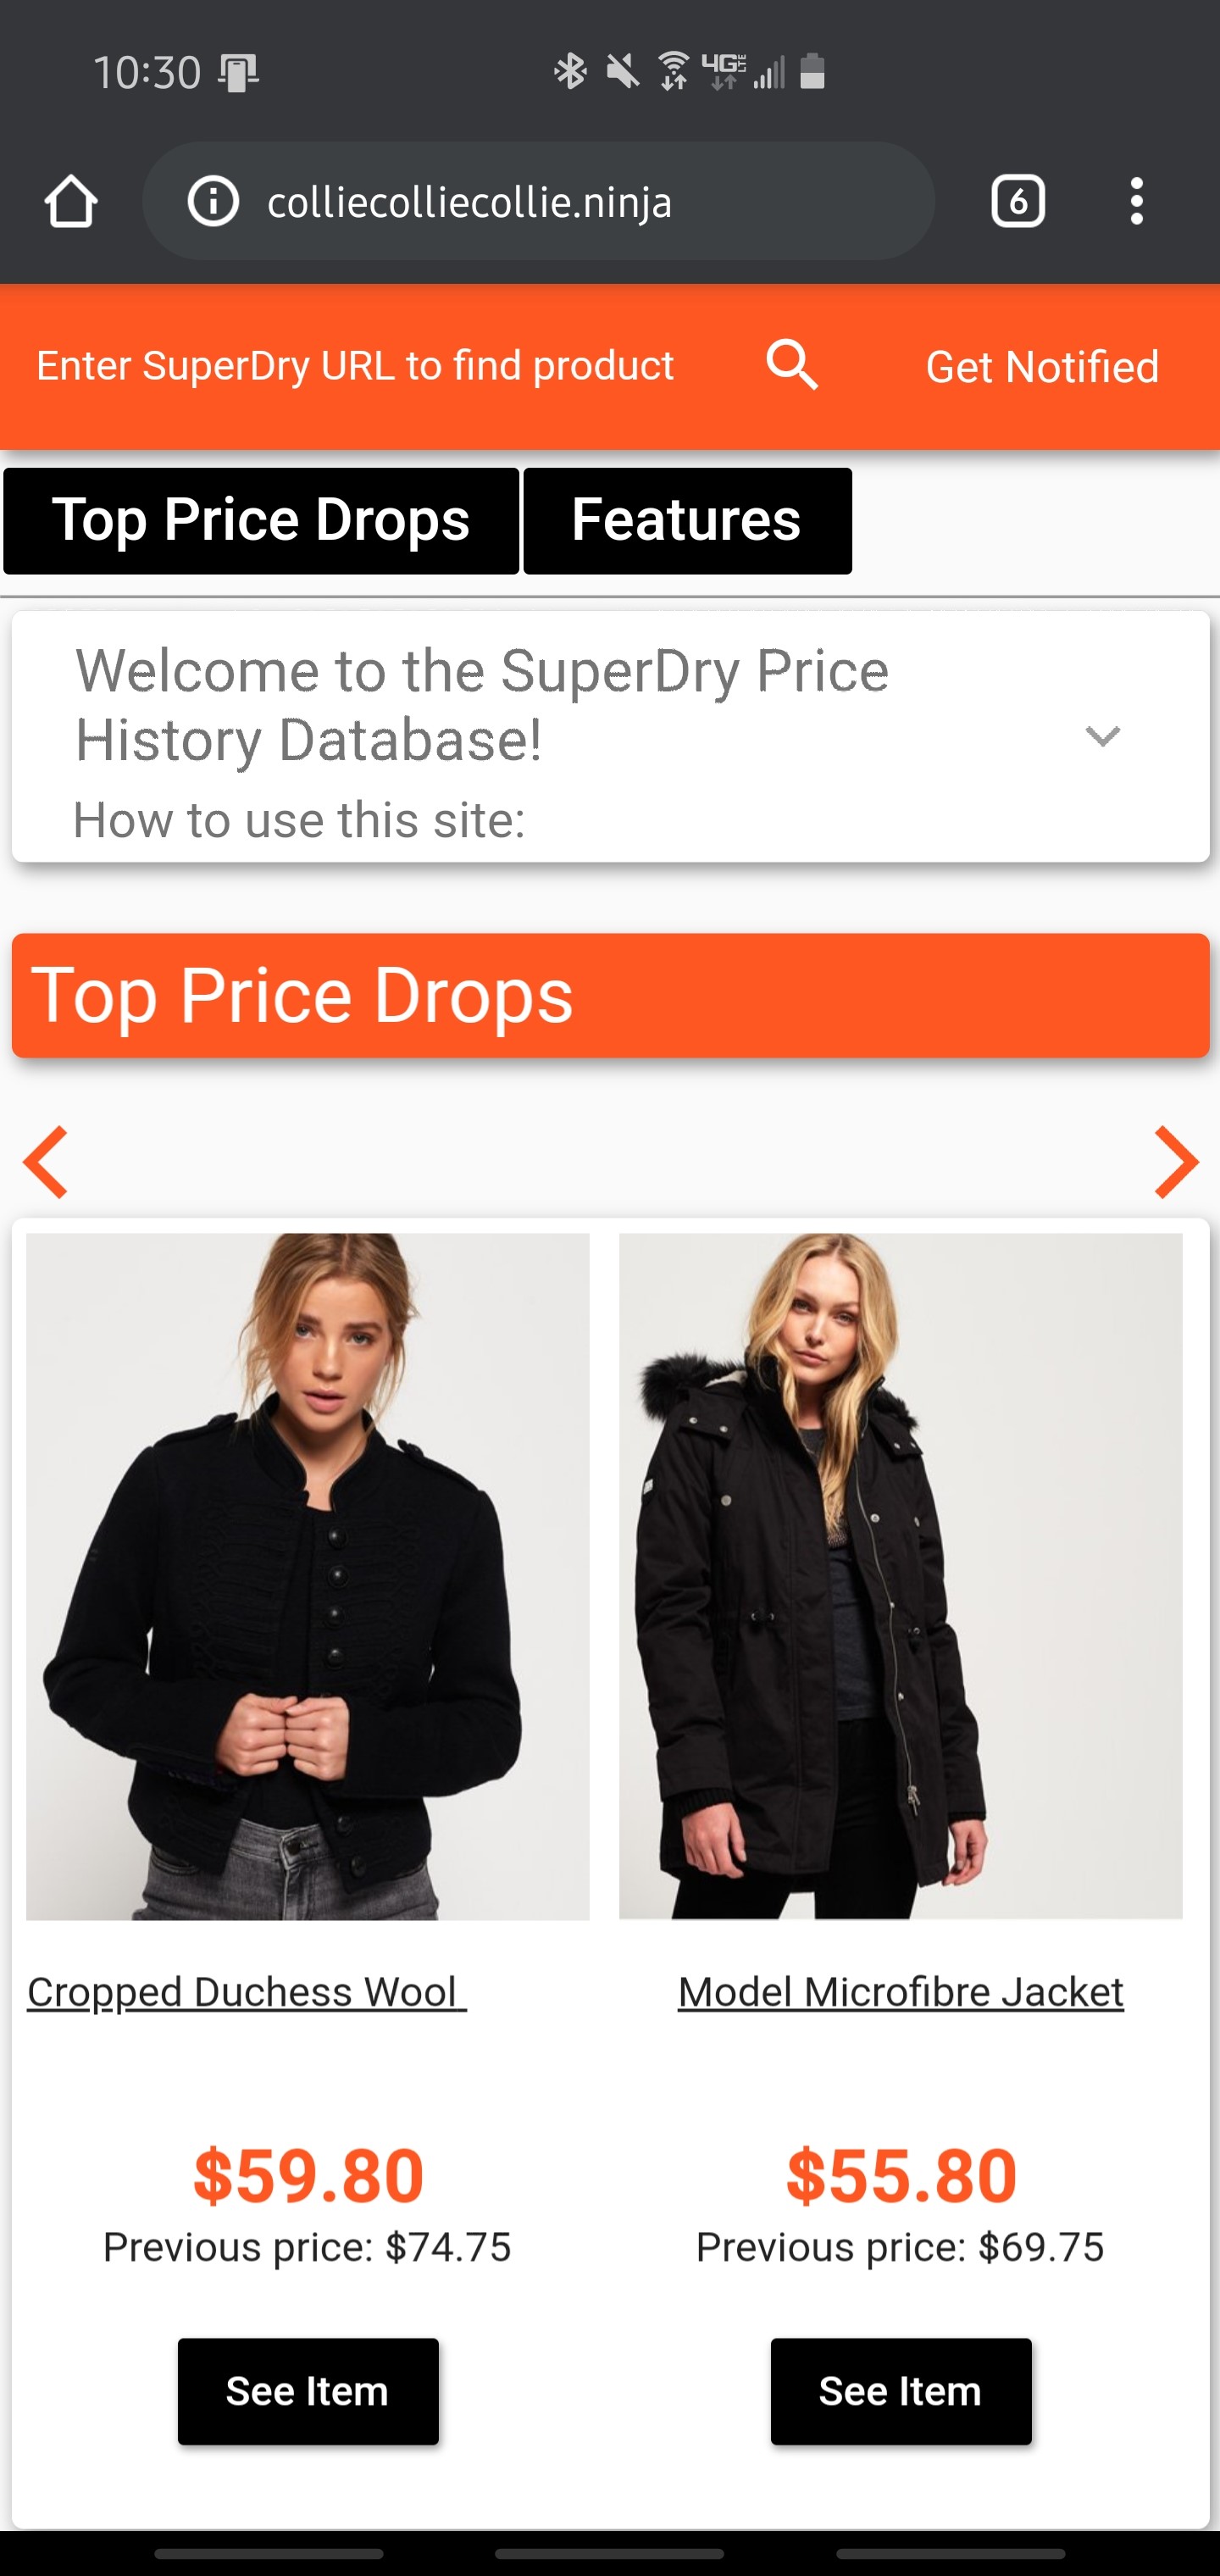 10:30
4G LTE
colliecolliecollie.ninja
6
Enter SuperDry URL to find product
Get Notified
Top Price Drops
Features
Welcome to the SuperDry Price
History Database!
How to use this site:
Top Price Drops
Cropped Duchess Wool
Model Microfibre Jacket
$59.80
$55.80
Previous price: $74.75
Previous price: $69.75
See Item
See Item